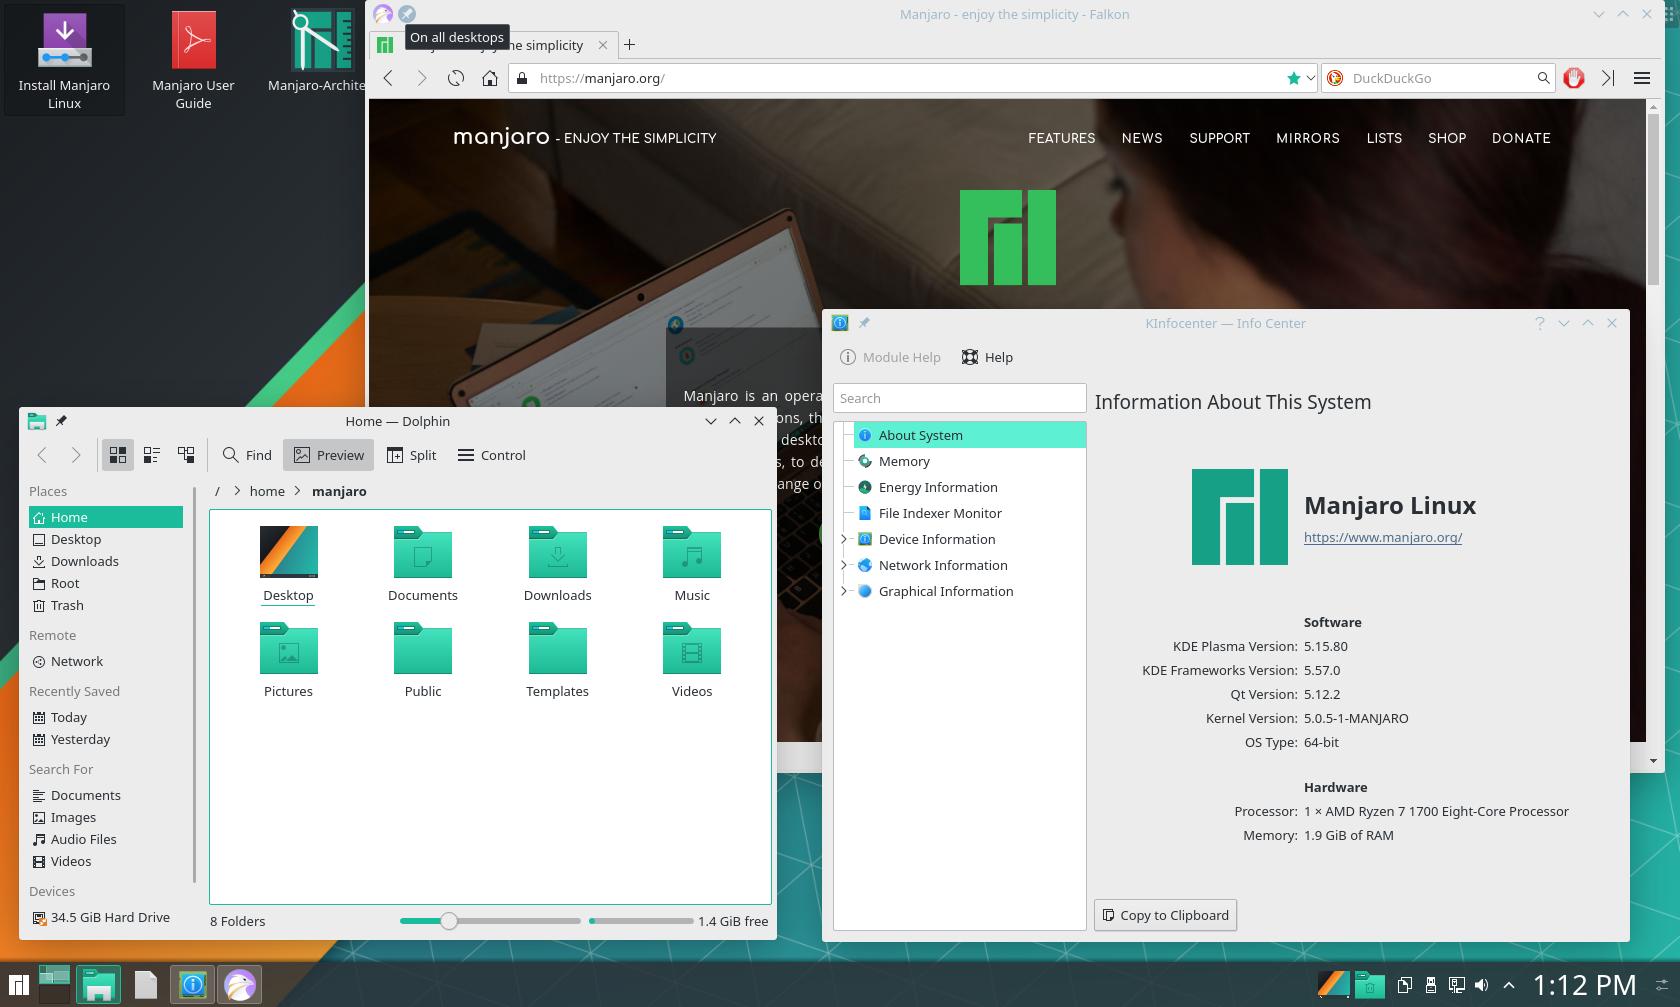 Install Manjaro
Linux
Manjaro User
Guide
Manjaro-Archite
Manjaro - enjoy the simplicity - Falkon
On all desktops
the simplicity
https://manjaro.org/
DuckDuckGo
manjaro - ENJOY THE SIMPLICITY
FEATURES NEWS SUPPORT MIRRORS LISTS SHOP DONATE
Manjaro is an opera
ons, th
deskto
s, to de
ange o
Home — Dolphin
Find Preview Split Control
Places
Home
Desktop
Downloads
Root
Trash
Remote
Network
Recently Saved
Today
Yesterday
Search For
Documents
Images
Audio Files
Videos
Devices
34.5 GiB Hard Drive
/ > home > manjaro
Desktop Documents Downloads Music
Pictures Public Templates Videos
8 Folders
1.4 GiB free
KInfocenter — Info Center
Module Help Help
Search
About System
Memory
Energy Information
File Indexer Monitor
Device Information
Network Information
Graphical Information
Information About This System
Manjaro Linux
https://www.manjaro.org/
Software
KDE Plasma Version: 5.15.80
KDE Frameworks Version: 5.57.0
Qt Version: 5.12.2
Kernel Version: 5.0.5-1-MANJARO
OS Type: 64-bit
Hardware
Processor: 1 × AMD Ryzen 7 1700 Eight-Core Processor
Memory: 1.9 GiB of RAM
Copy to Clipboard
1:12 PM